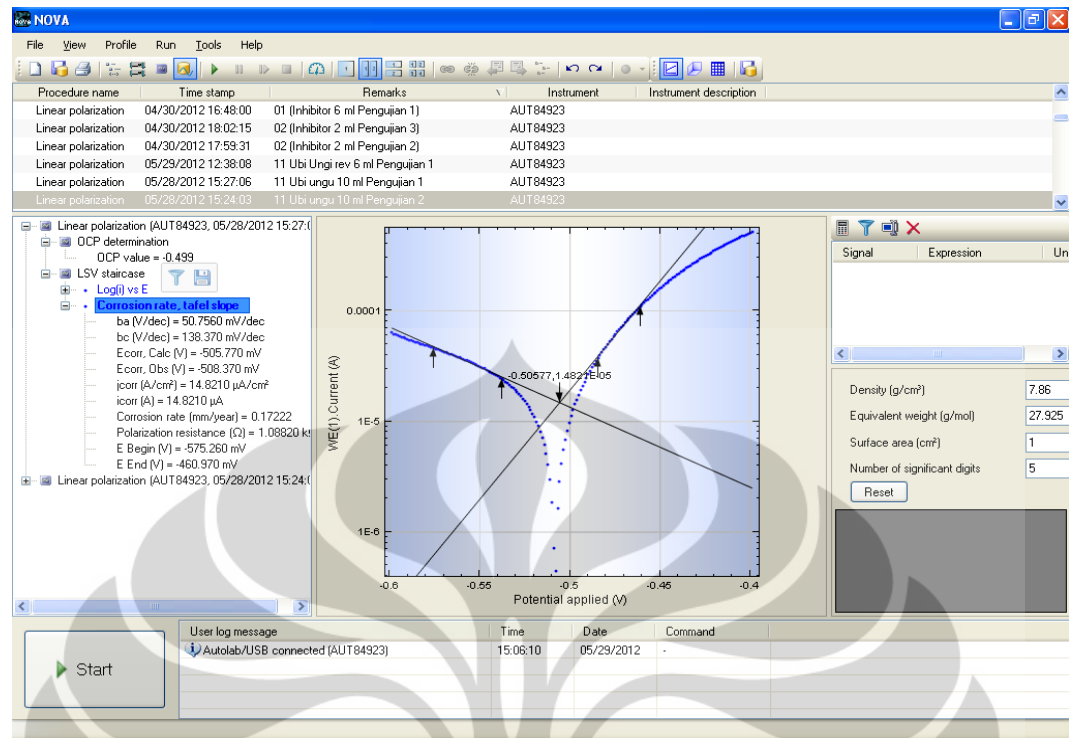 NOVA
File View Profile Run Tools Help
Procedure name Time stamp Remarks Instrument Instrument description
Linear polarization 04/30/2012 16:48:00 01 (Inhibitor 6 ml Pengujian 1) AUT84923
Linear polarization 04/30/2012 18:02:15 02 (Inhibitor 2 ml Pengujian 3) AUT84923
Linear polarization 04/30/2012 17:59:31 02 (Inhibitor 2 ml Pengujian 2) AUT84923
Linear polarization 05/29/2012 12:38:08 11 Ubi Ungi rev 6 ml Pengujian 1 AUT84923
Linear polarization 05/28/2012 15:27:06 11 Ubi ungu 10 ml Pengujian 1 AUT84923
Linear polarization 05/28/2012 15:24:03 11 Ubi ungu 10 ml Pengujian 2 AUT84923
Linear polarization (AUT84923, 05/28/2012 15:27:0
OCP determination
OCP value = -0.499
LSV staircase
Log(i) vs E
Corrosion rate, tafel slope
ba (V/dec) = 50.7560 mV/dec
bc (V/dec) = 138.370 mV/dec
Ecorr, Calc (V) = -505.770 mV
Ecorr, Obs (V) = -508.370 mV
jcorr (A/cm²) = 14.8210 µA/cm²
icorr (A) = 14.8210 µA
Corrosion rate (mm/year) = 0.17222
Polarization resistance (Ω) = 1.08820 k
E Begin (V) = -575.260 mV
E End (V) = -460.970 mV
Linear polarization (AUT84923, 05/28/2012 15:24:0
WE(1).Current (A)
0.0001
1E-5
1E-6
-0.50577,1.4821E-05
-0.6 -0.55 -0.5 -0.45 -0.4
Potential applied (V)
Signal Expression Un
Density (g/cm³) 7.86
Equivalent weight (g/mol) 27.925
Surface area (cm²) 1
Number of significant digits 5
Reset
Start
User log message Time Date Command
Autolab/USB connected (AUT84923) 15:06:10 05/29/2012 -